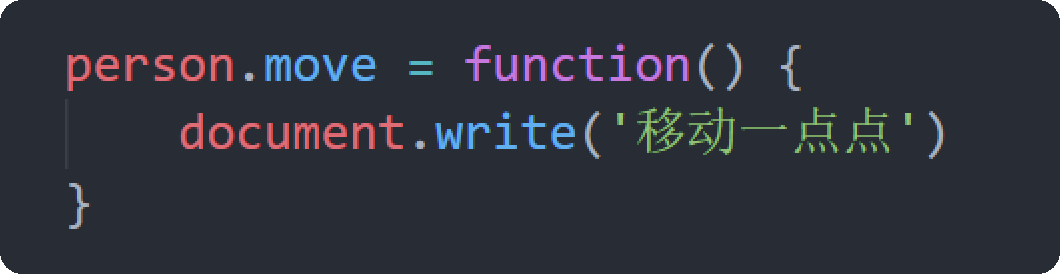 person.move = function() {
    document.write('移动一点点')
}